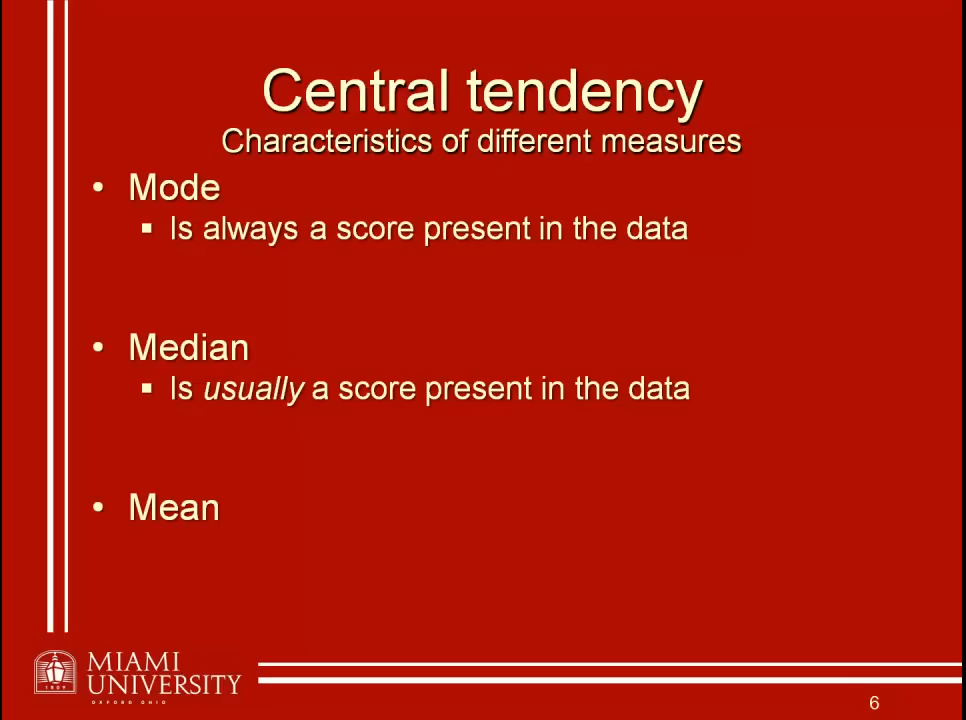 Central tendency
Characteristics of different measures
• Mode
▪ Is always a score present in the data
• Median
▪ Is usually a score present in the data
• Mean
MIAMI
UNIVERSITY
OXFORD OHIO
1809
6